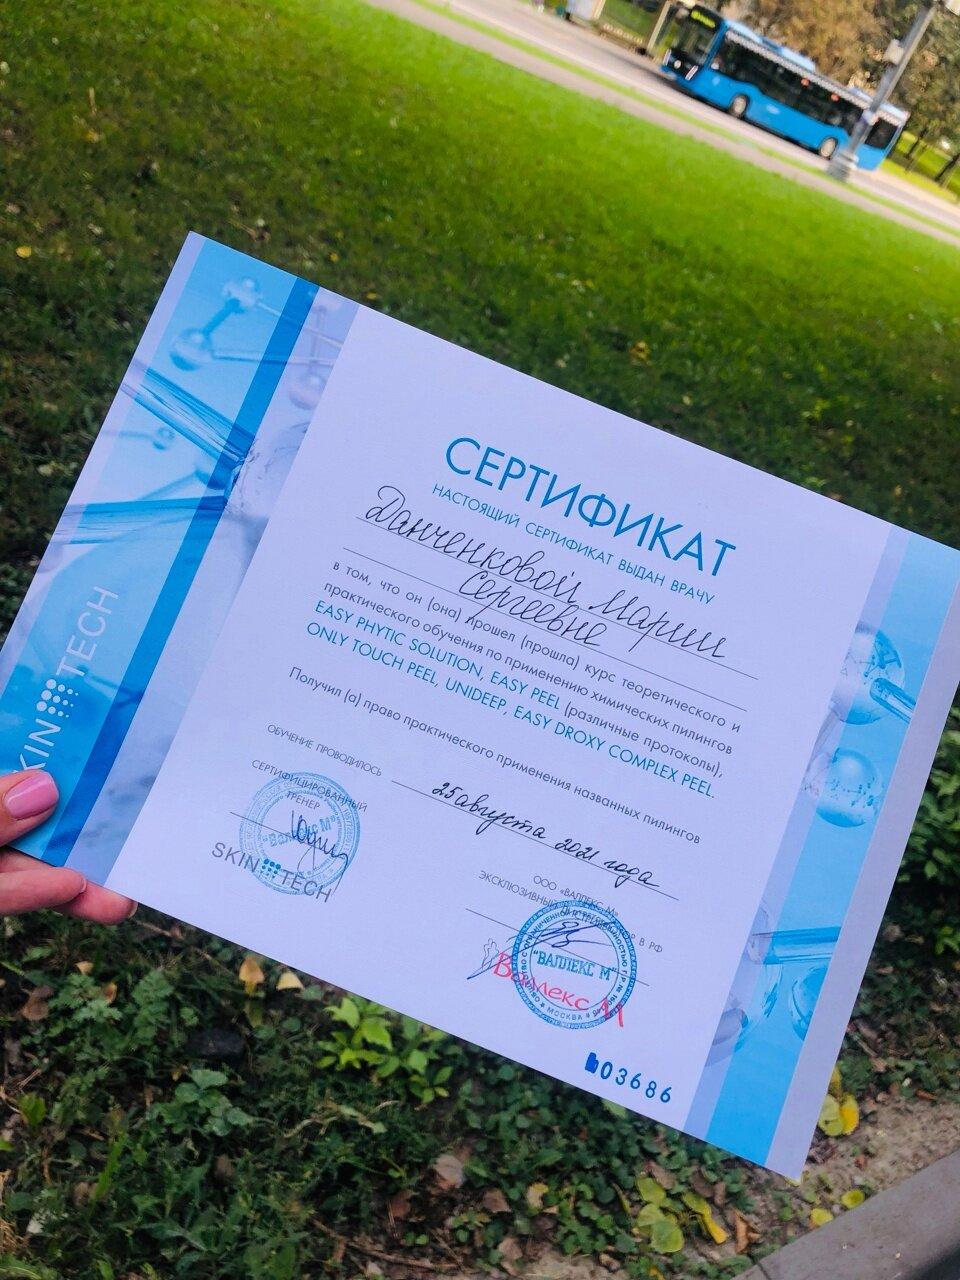 СЕРТИФИКАТ
НАСТОЯЩИЙ СЕРТИФИКАТ ВЫДАН ВРАЧУ
Данченковой Марии
Сергеевне
в том, что он (она) прошел (прошла) курс теоретического и
практического обучения по применению химических пилингов
EASY PHYTIC SOLUTION, EASY PEEL (различные протоколы),
ONLY TOUCH PEEL, UNIDEEP, EASY DROXY COMPLEX PEEL.
Получил (а) право практического применения названных пилингов
ОБУЧЕНИЕ ПРОВОДИЛОСЬ 25 августа 2021 года
СЕРТИФИЦИРОВАННЫЙ
ТРЕНЕР
"Валлекс М"
SKIN TECH
ООО «ВАЛЛЕКС М»
ЭКСКЛЮЗИВНЫЙ В РФ
"ВАЛЛЕКС М"
Валлекс М
МОСКВА
03686
SKIN TECH